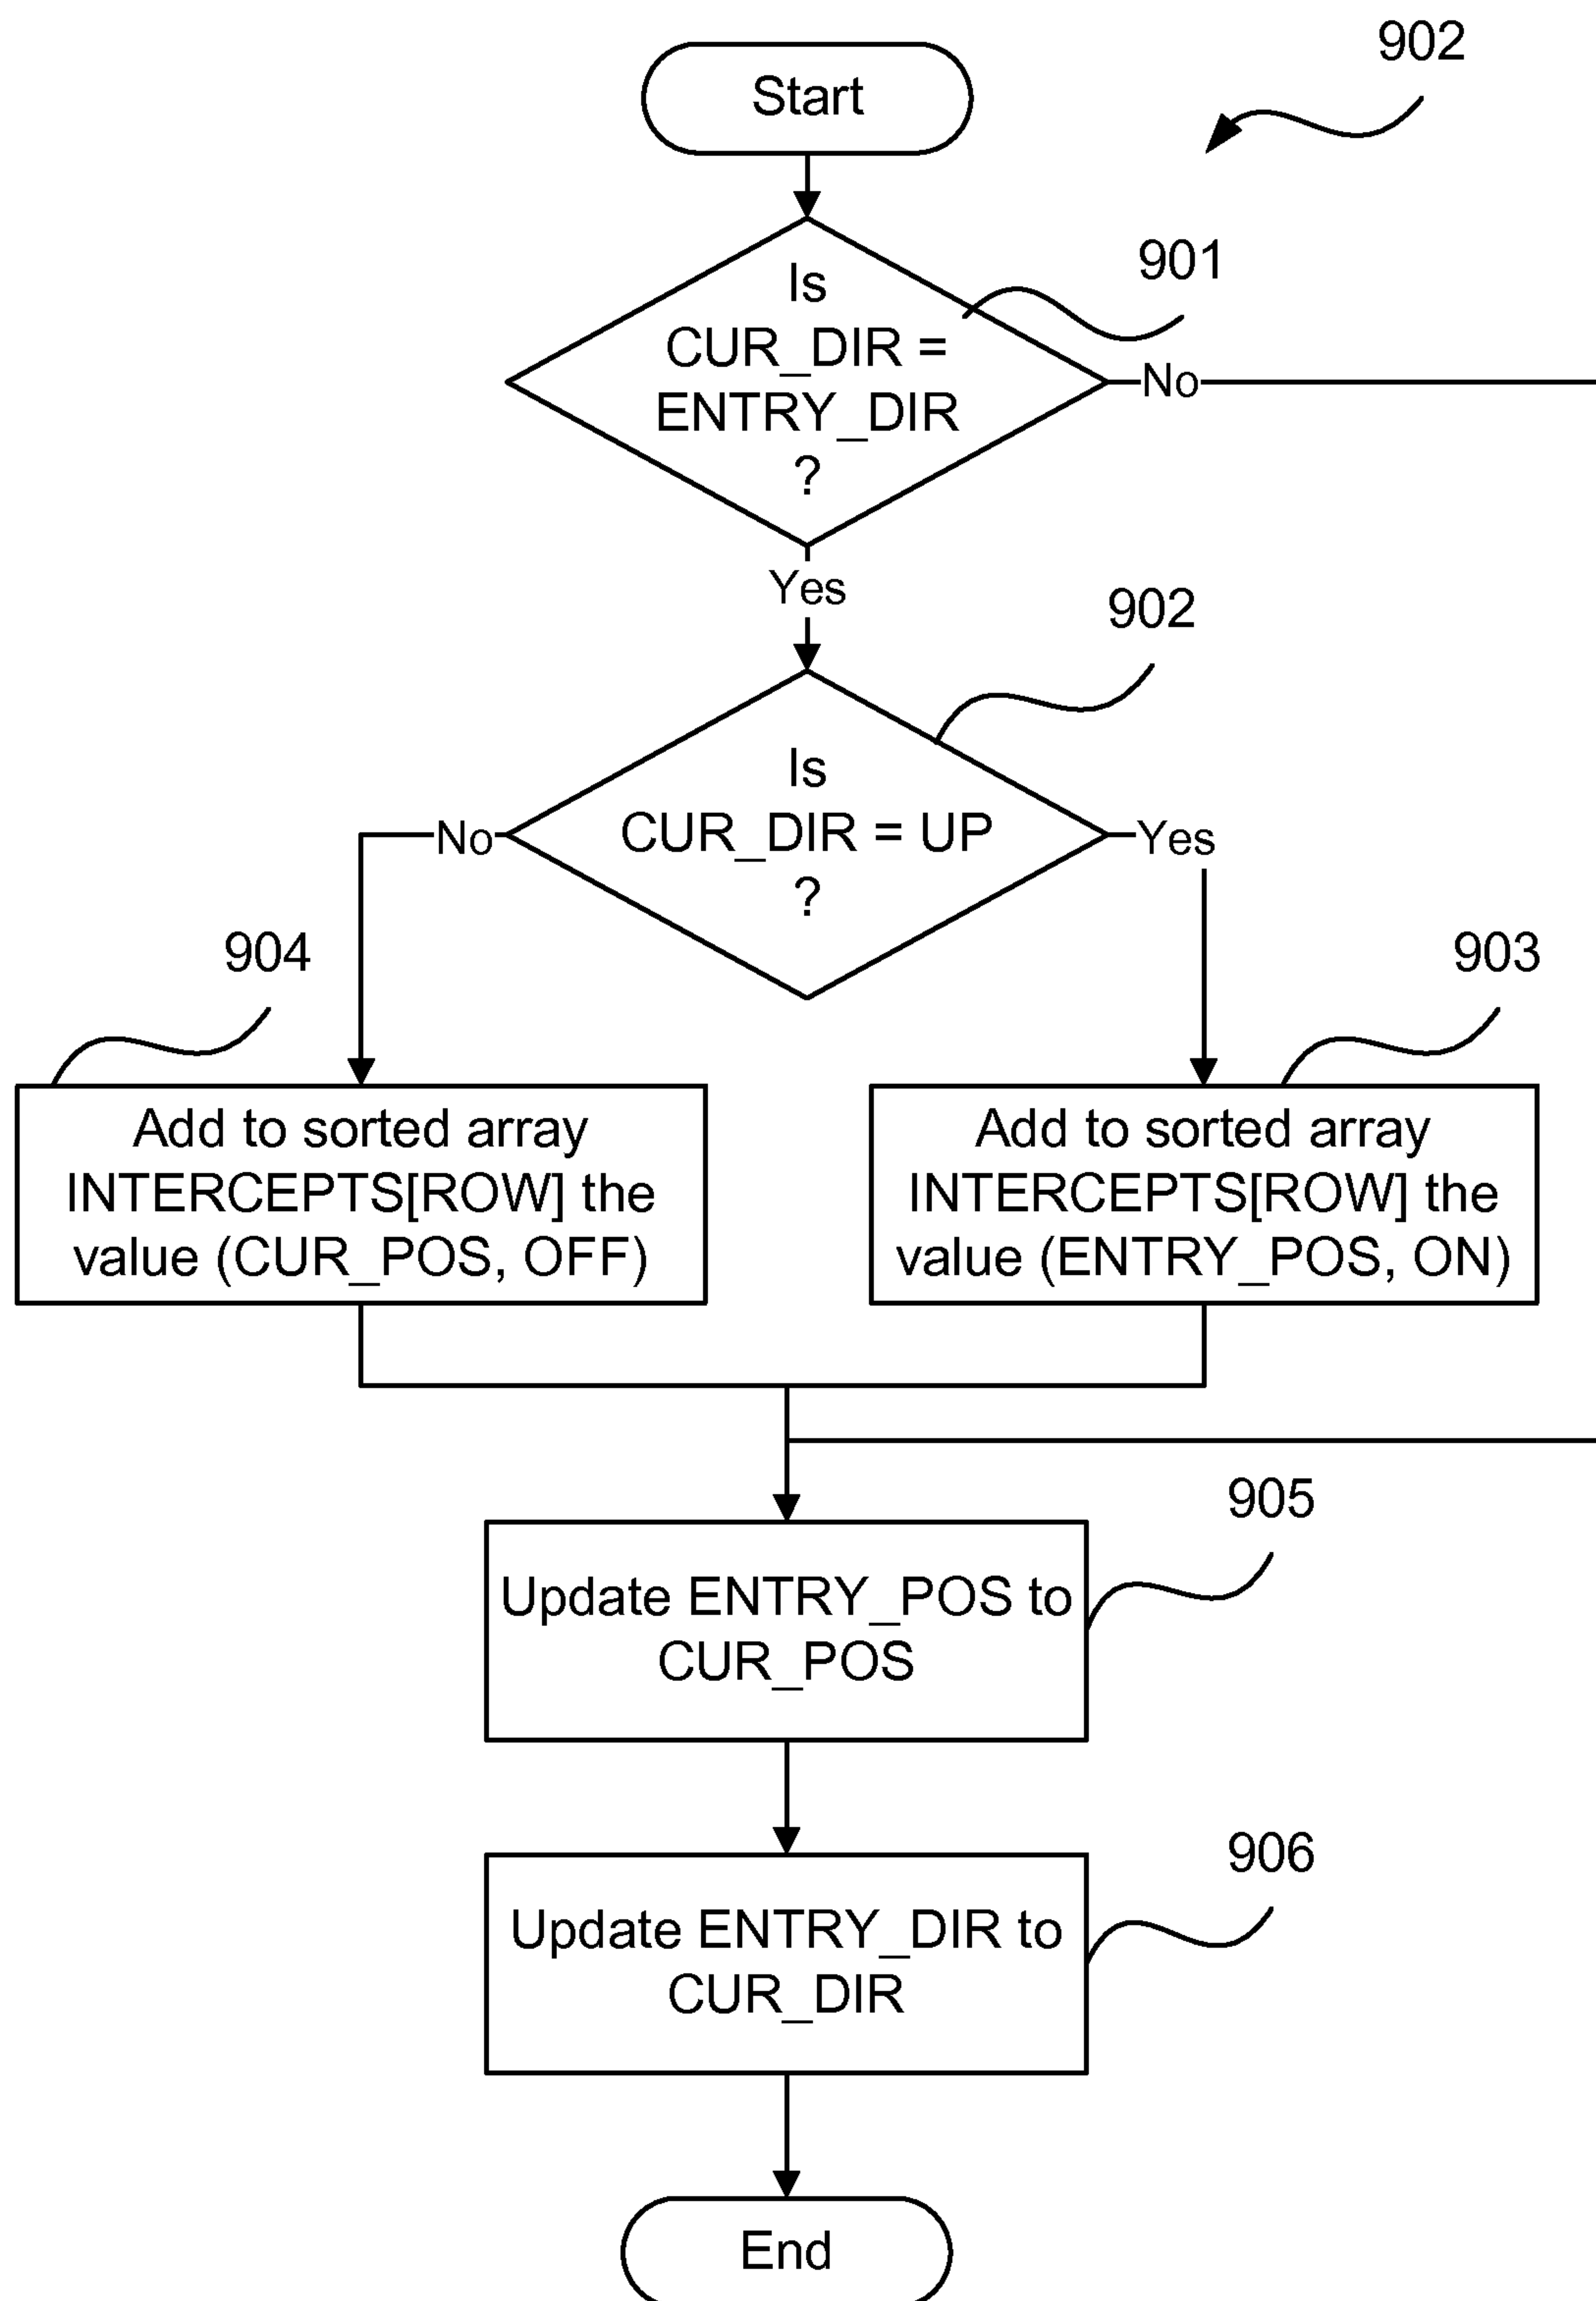 902
Start
901
Is
CUR_DIR =
ENTRY_DIR
?
No
Yes
902
Is
CUR_DIR = UP
?
No
Yes
904
903
Add to sorted array
INTERCEPTS[ROW] the
value (CUR_POS, OFF)
Add to sorted array
INTERCEPTS[ROW] the
value (ENTRY_POS, ON)
905
Update ENTRY_POS to
CUR_POS
906
Update ENTRY_DIR to
CUR_DIR
End